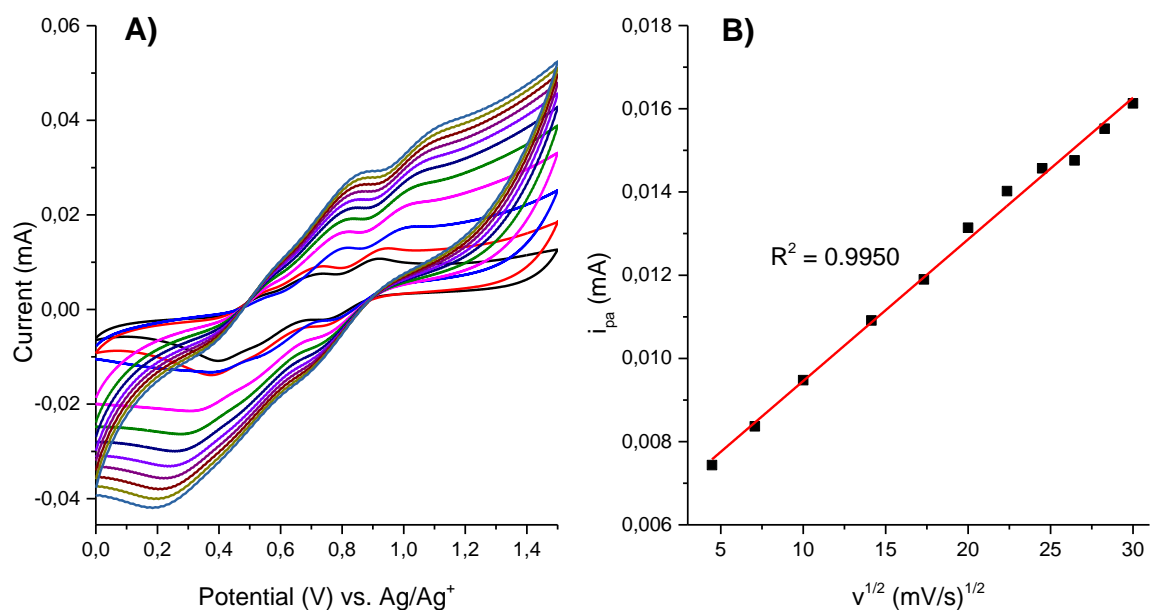 A)
0,06
0,04
0,02
0,00
-0,02
-0,04
Current (mA)
0,0 0,2 0,4 0,6 0,8 1,0 1,2 1,4
Potential (V) vs. Ag/Ag⁺
B)
0,018
0,016
0,014
0,012
0,010
0,008
0,006
i_pa (mA)
R² = 0.9950
5 10 15 20 25 30
v^1/2 (mV/s)^1/2